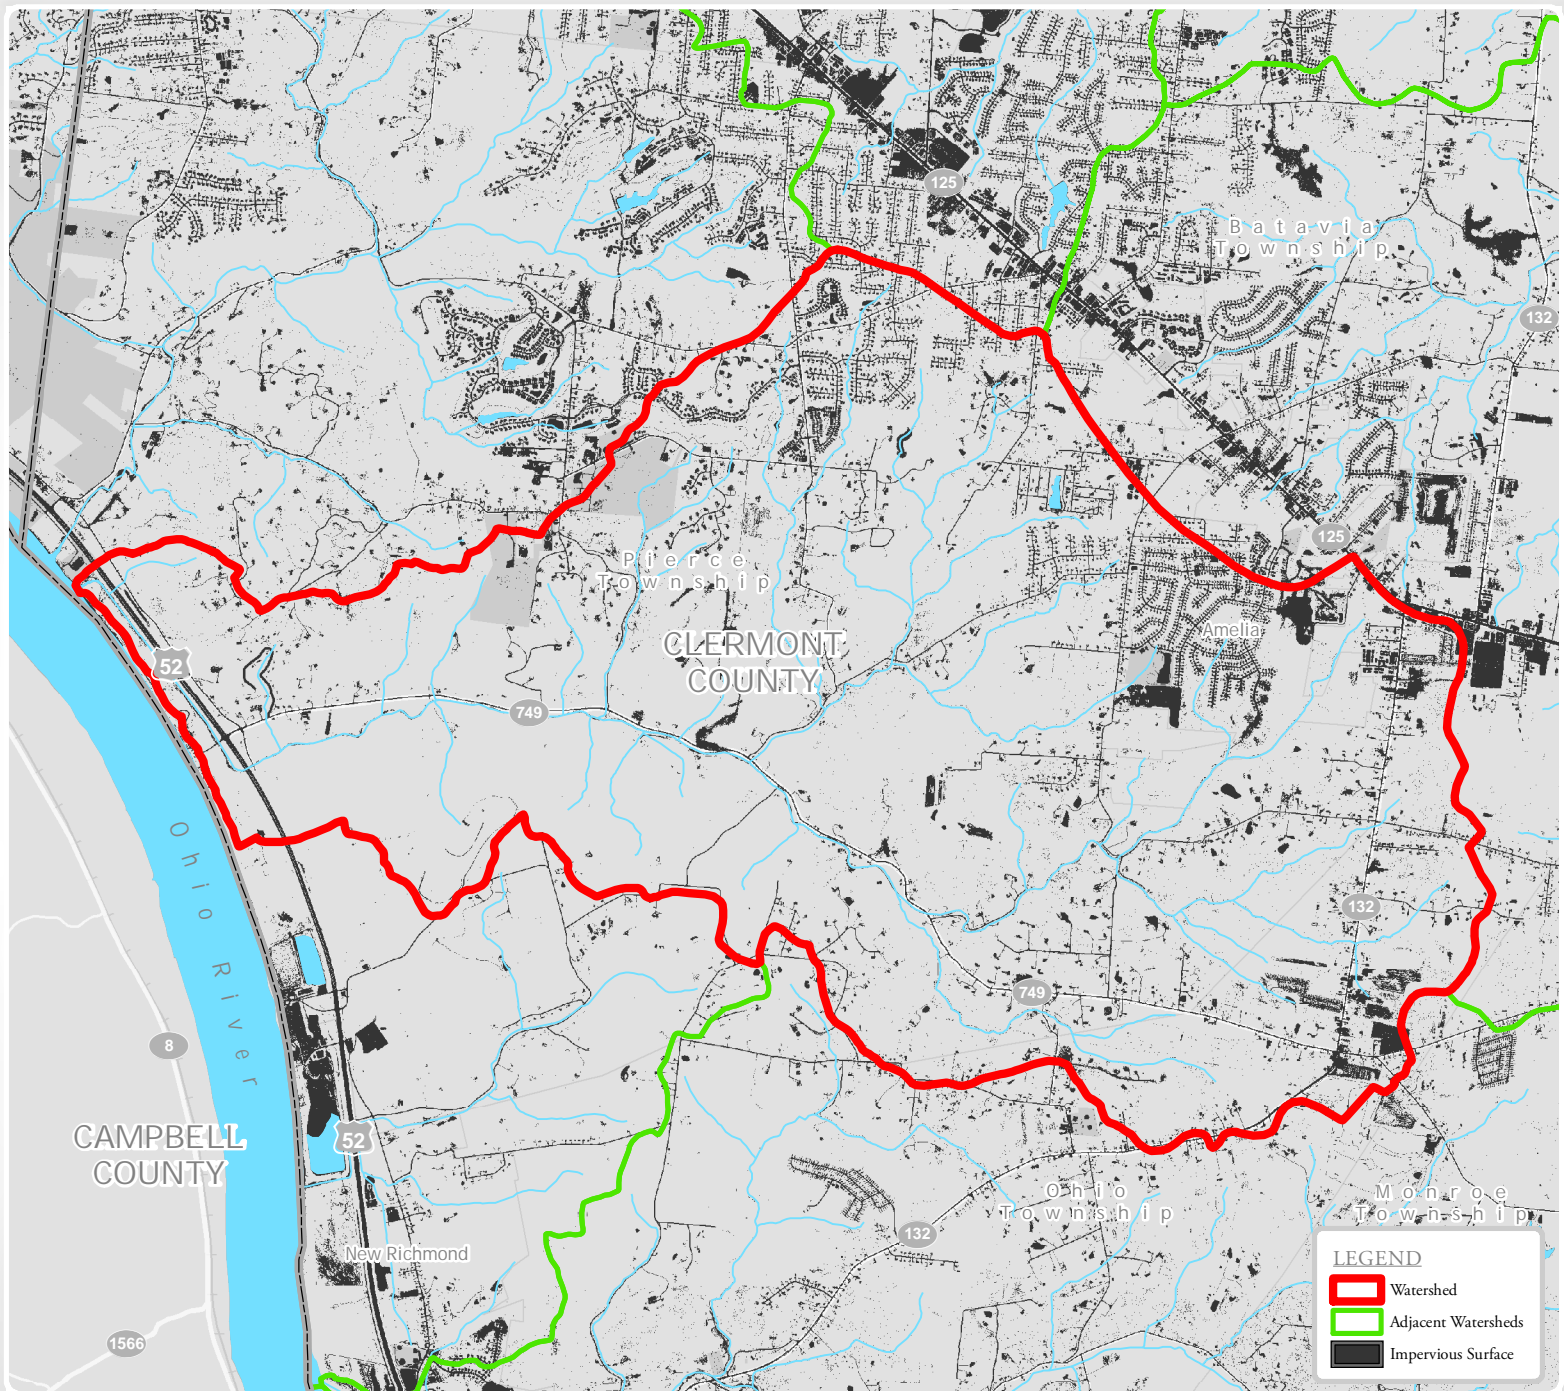 125
Batavia
Township
132
125
Pierce
Township
Amelia
CLERMONT
COUNTY
52
749
Ohio River
132
749
8
CAMPBELL
COUNTY
52
Ohio
Township
Monroe
Township
132
New Richmond
1566
LEGEND
Watershed
Adjacent Watersheds
Impervious Surface